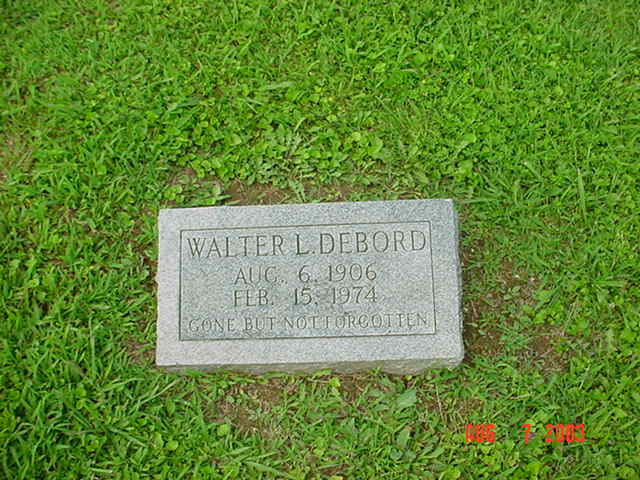 WALTER L. DEBORD
AUG. 6, 1906
FEB. 15, 1974
GONE BUT NOT FORGOTTEN
AUG 7 2003